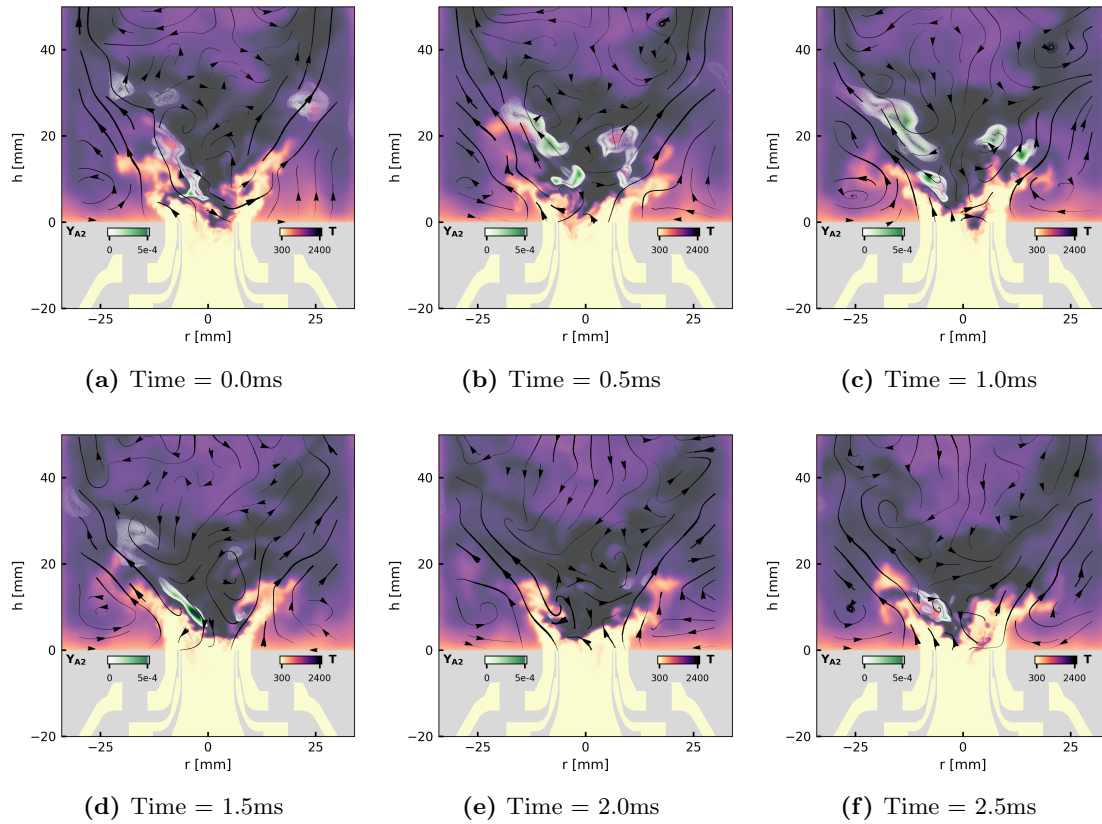 40
20
0
−20
h [mm]
Y_A2
0 5e-4
T
300 2400
−25 0 25
r [mm]
(a) Time = 0.0ms
40
20
0
−20
h [mm]
Y_A2
0 5e-4
T
300 2400
−25 0 25
r [mm]
(b) Time = 0.5ms
40
20
0
−20
h [mm]
Y_A2
0 5e-4
T
300 2400
−25 0 25
r [mm]
(c) Time = 1.0ms
40
20
0
−20
h [mm]
Y_A2
0 5e-4
T
300 2400
−25 0 25
r [mm]
(d) Time = 1.5ms
40
20
0
−20
h [mm]
Y_A2
0 5e-4
T
300 2400
−25 0 25
r [mm]
(e) Time = 2.0ms
40
20
0
−20
h [mm]
Y_A2
0 5e-4
T
300 2400
−25 0 25
r [mm]
(f) Time = 2.5ms